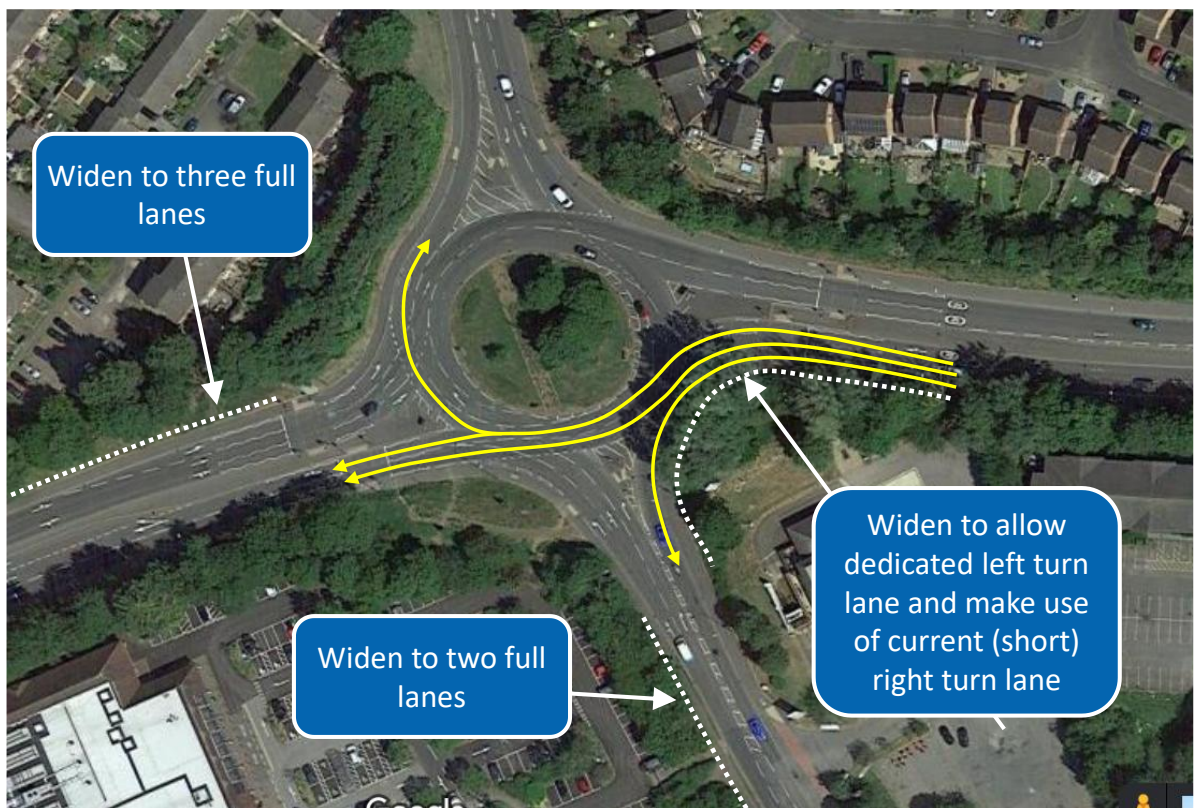 Widen to three full
lanes
Widen to allow
dedicated left turn
lane and make use
of current (short)
right turn lane
Widen to two full
lanes
Google